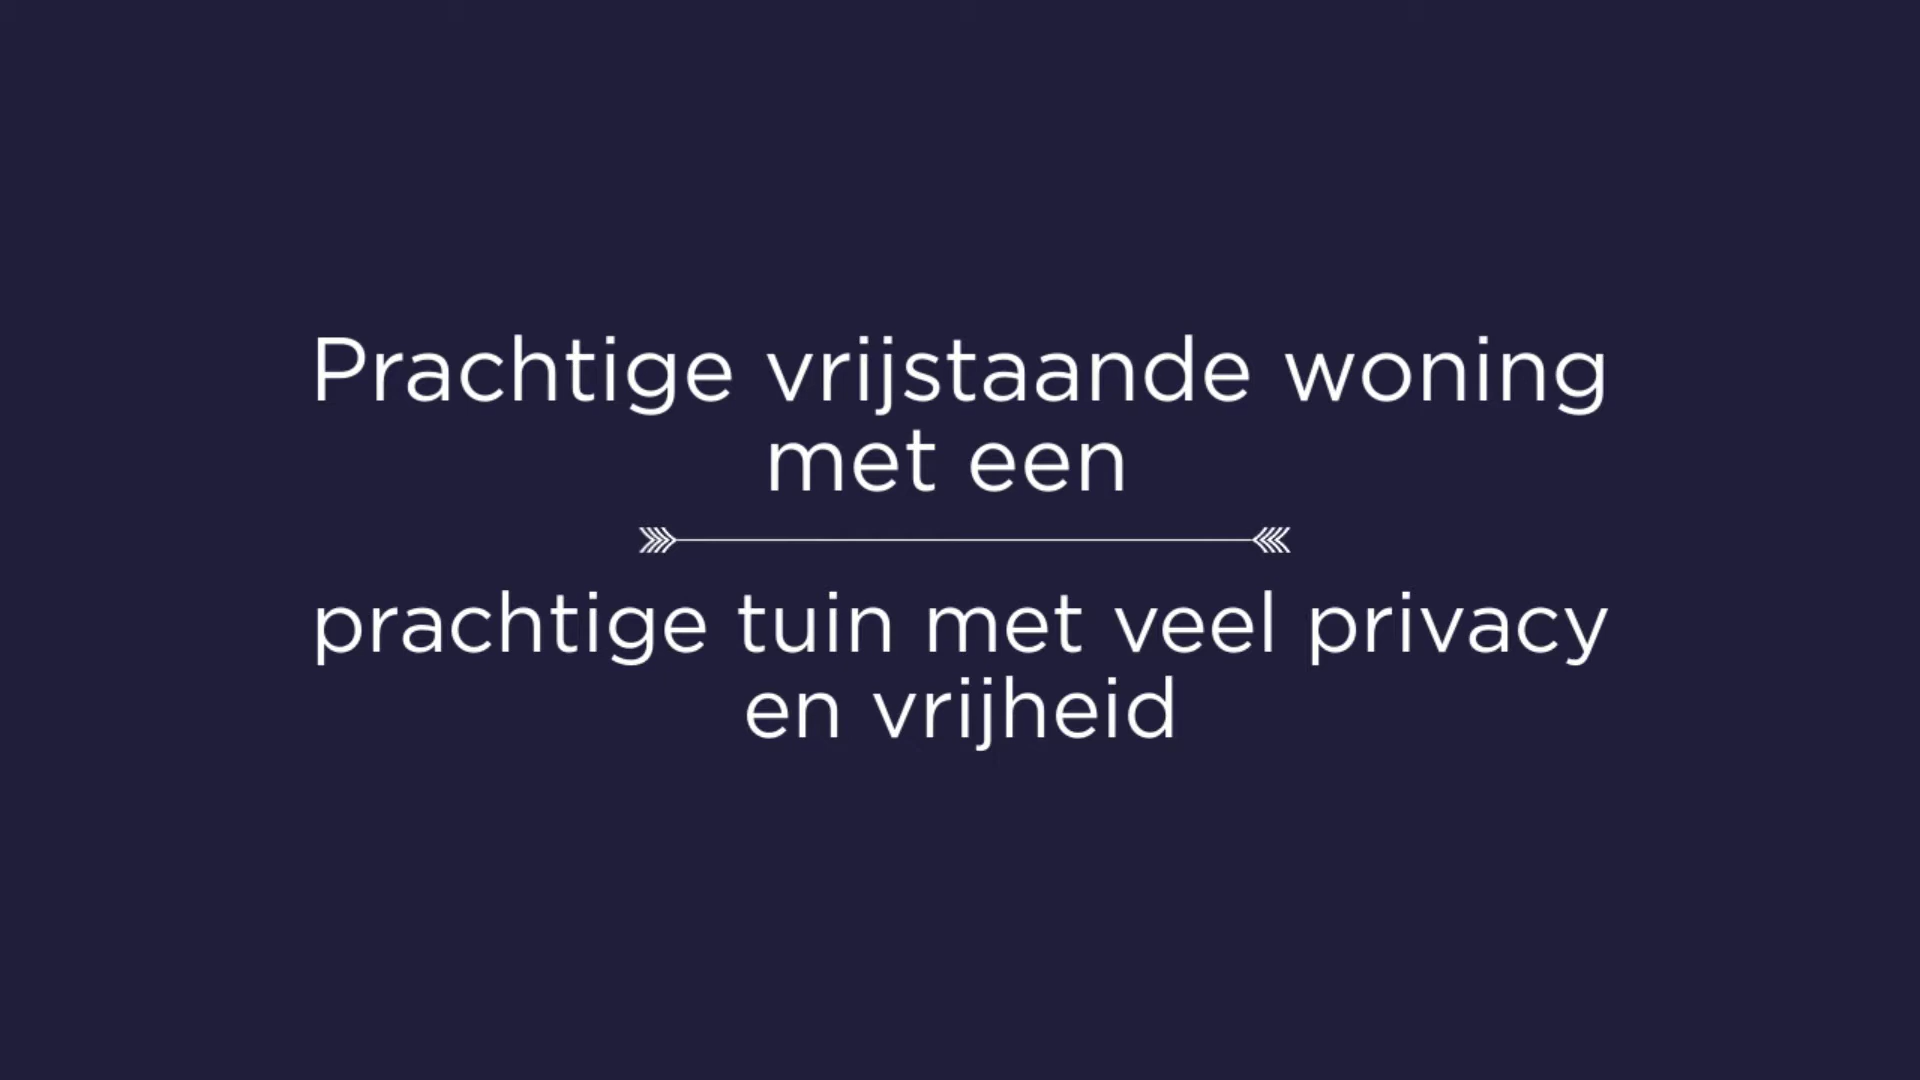 Prachtige vrijstaande woning
met een
prachtige tuin met veel privacy
en vrijheid